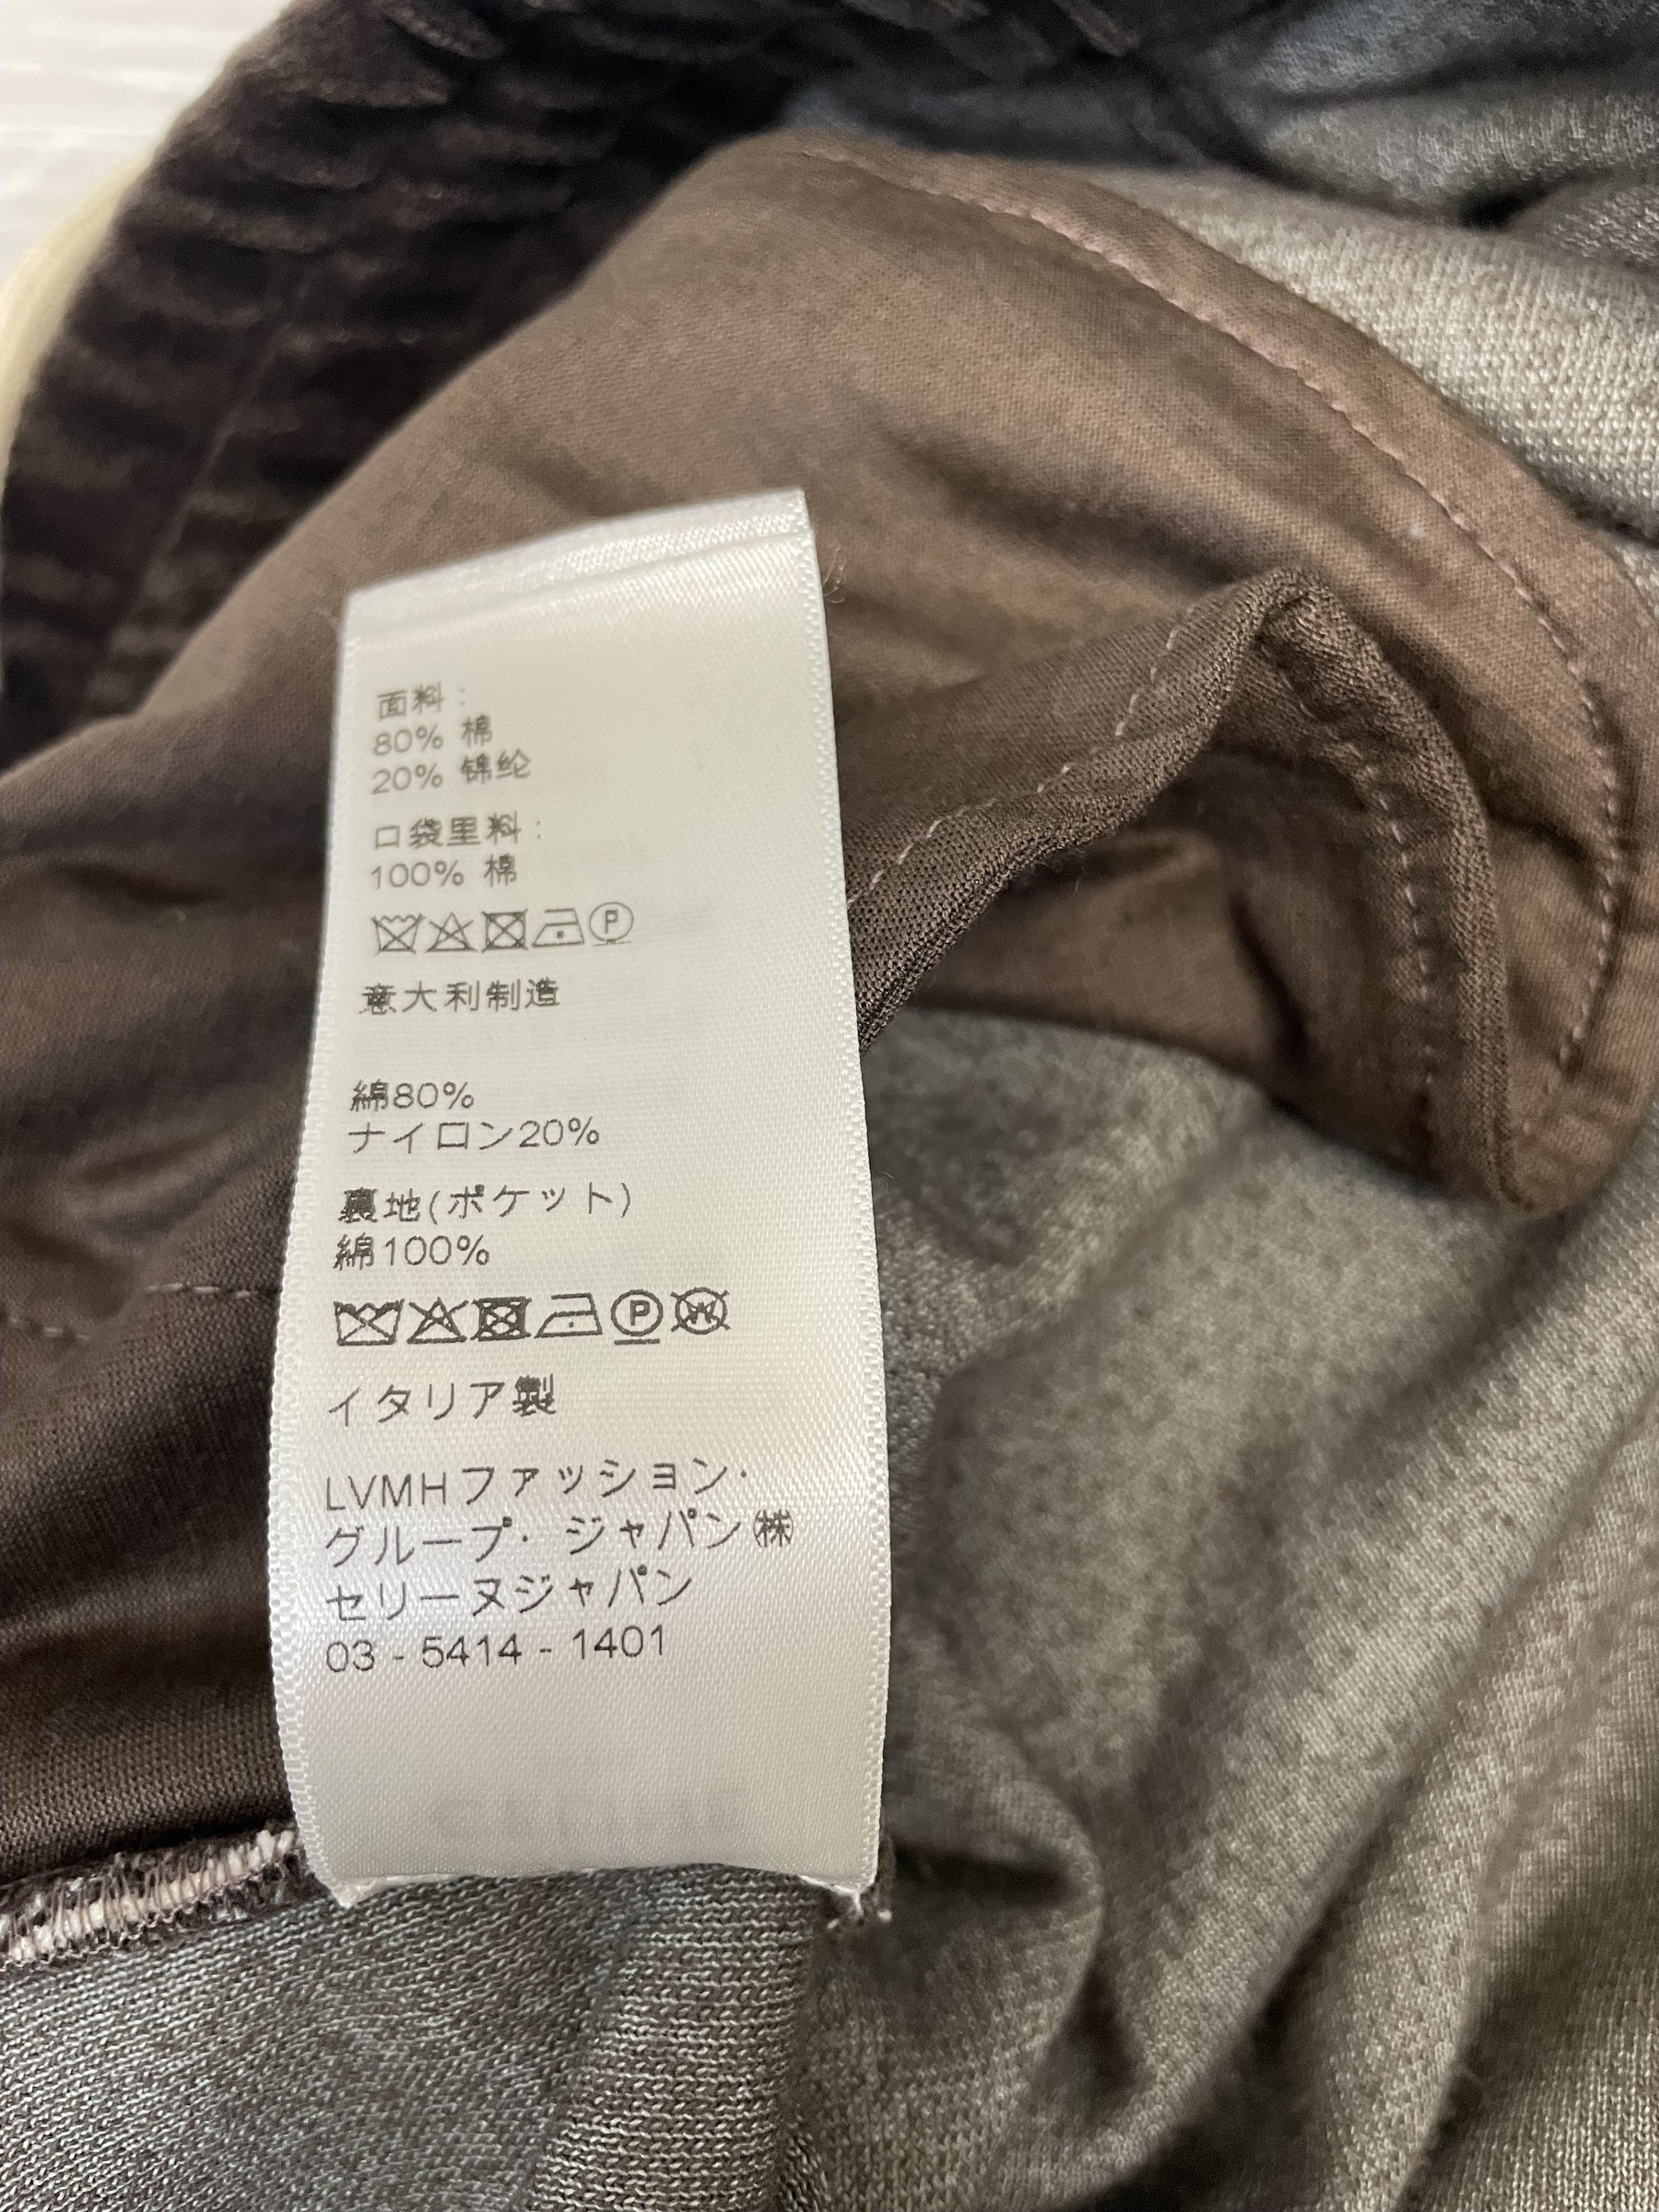 面料：
80% 棉
20% 锦纶
口袋里料：
100% 棉
P
意大利制造
綿80%
ナイロン20%
裏地(ポケット)
綿100%
P W
イタリア製
LVMHファッション・
グループ・ジャパン㈱
セリーヌジャパン
03 - 5414 - 1401